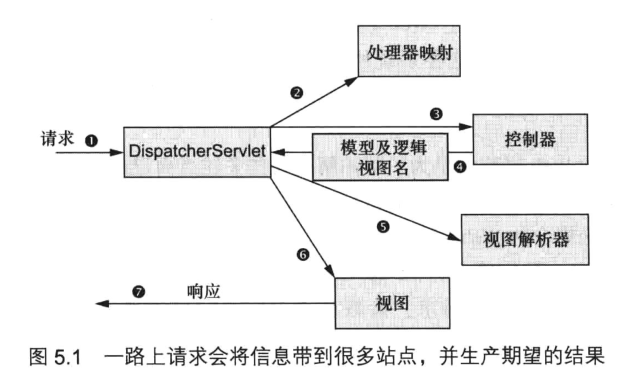 处理器映射
❷
❸
请求 ❶
DispatcherServlet
模型及逻辑
视图名
❹
控制器
❺
视图解析器
❻
❼ 响应
视图
图 5.1 一路上请求会将信息带到很多站点，并生产期望的结果